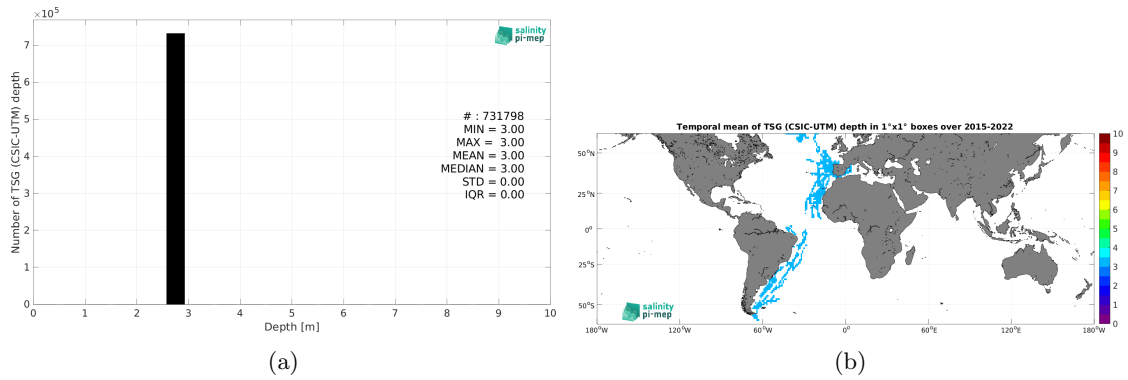 ×10⁵
7
6
5
4
3
2
1
0
Number of TSG (CSIC-UTM) depth
salinity
pi-mep
# : 731798
MIN = 3.00
MAX = 3.00
MEAN = 3.00
MEDIAN = 3.00
STD = 0.00
IQR = 0.00
0 1 2 3 4 5 6 7 8 9 10
Depth [m]
(a)
Temporal mean of TSG (CSIC-UTM) depth in 1°x1° boxes over 2015-2022
50°N
25°N
0°
25°S
50°S
salinity
pi-mep
180°W 120°W 60°W 0° 60°E 120°E 180°E
10
9
8
7
6
5
4
3
2
1
0
(b)